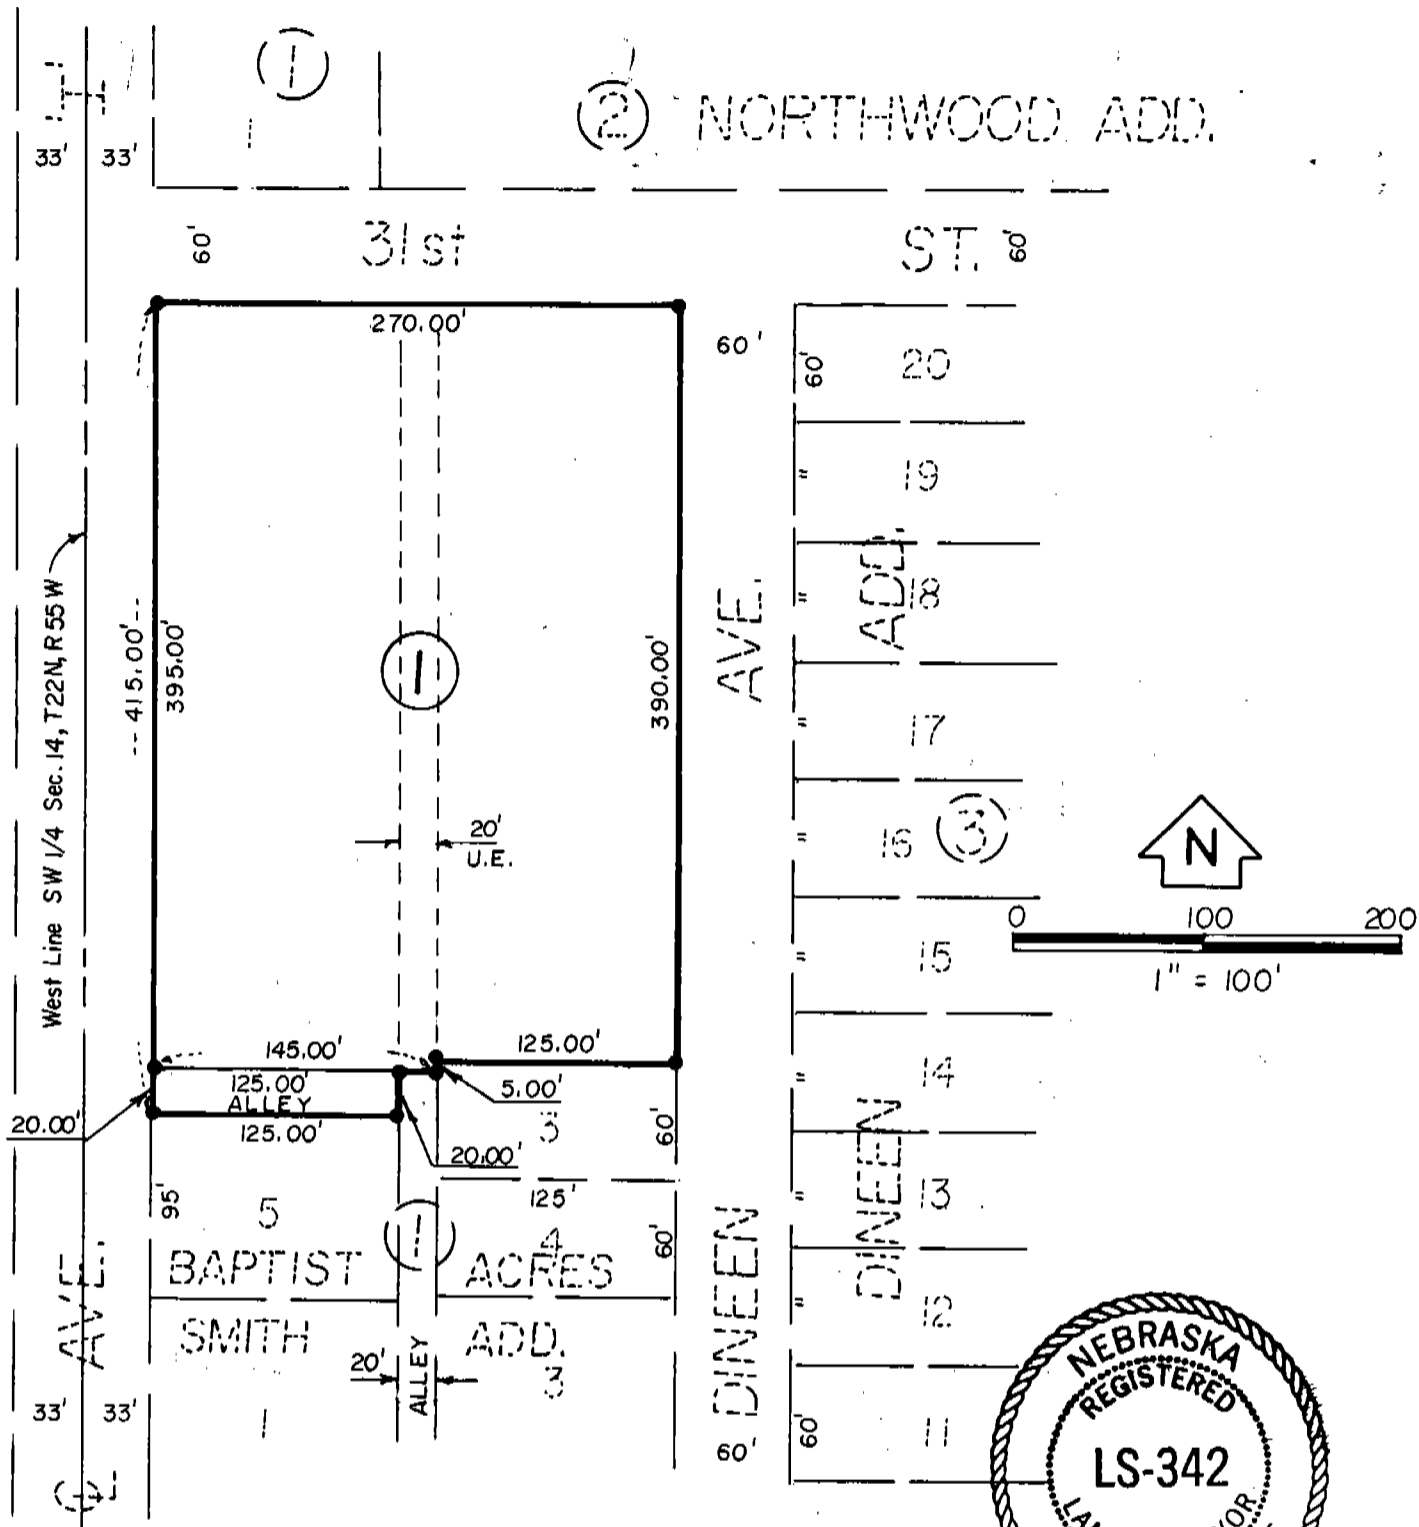 1
2 NORTHWOOD ADD.
33' 33'
60' 31st ST. 60'
270.00'
60'
60' 20
= 19
= 18
= 17
= 16 3
= 15
= 14
= 13
= 12
60' 11
ADD.
DINEEN
AVE.
DINEEN
60'
West Line SW 1/4 Sec. 14, T22N, R55W
415.00'
395.00'
390.00'
1
20'
U.E.
N
0 100 200
1" = 100'
145.00'
125.00'
125.00'
ALLEY
125.00'
5.00'
20.00'
20.00'
3
60'
125'
95'
5
1
4
60'
BAPTIST ACRES
SMITH ADD.
20'
ALLEY
3
1
AVE.
33' 33'
NEBRASKA
REGISTERED
LS-342